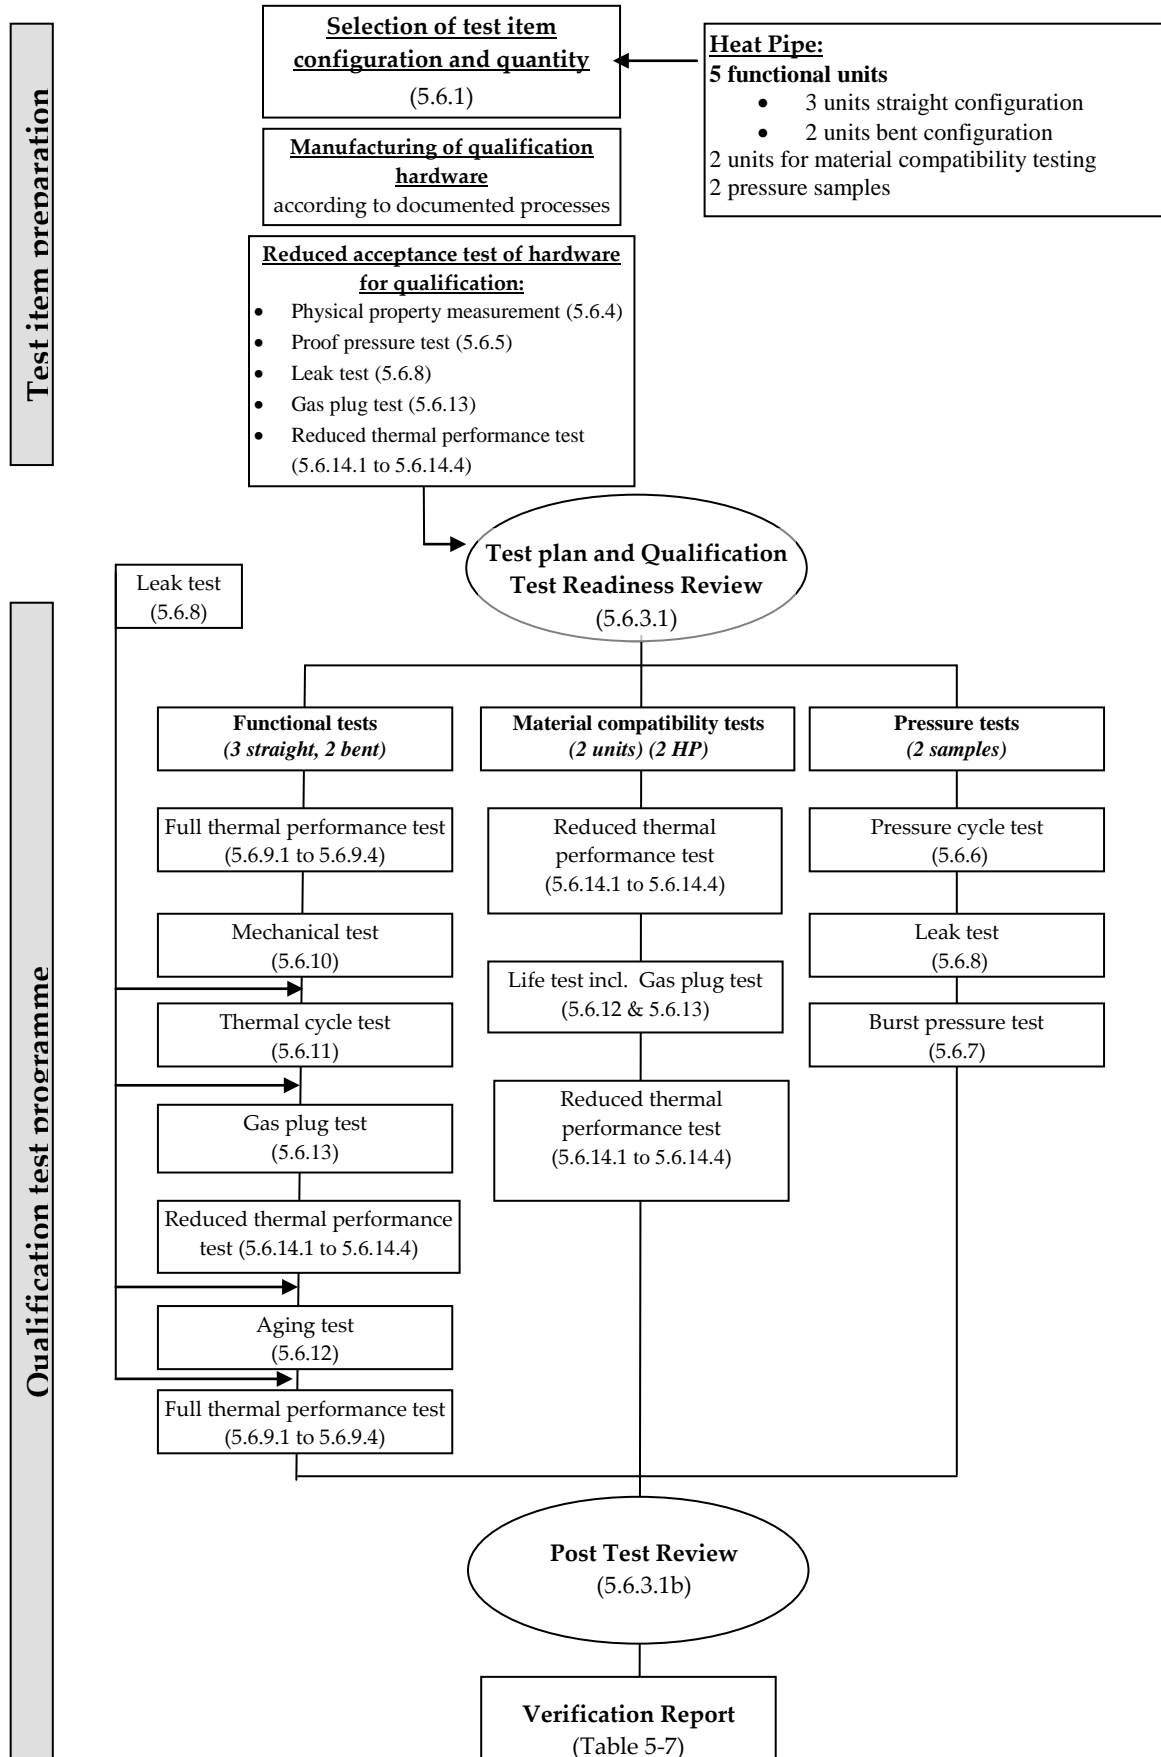 Test item preparation
Selection of test item
configuration and quantity
(5.6.1)
Heat Pipe:
5 functional units
• 3 units straight configuration
• 2 units bent configuration
2 units for material compatibility testing
2 pressure samples
Manufacturing of qualification
hardware
according to documented processes
Reduced acceptance test of hardware
for qualification:
• Physical property measurement (5.6.4)
• Proof pressure test (5.6.5)
• Leak test (5.6.8)
• Gas plug test (5.6.13)
• Reduced thermal performance test
(5.6.14.1 to 5.6.14.4)
Test plan and Qualification
Test Readiness Review
(5.6.3.1)
Qualification test programme
Leak test
(5.6.8)
Functional tests
(3 straight, 2 bent)
Full thermal performance test
(5.6.9.1 to 5.6.9.4)
Mechanical test
(5.6.10)
Thermal cycle test
(5.6.11)
Gas plug test
(5.6.13)
Reduced thermal performance
test (5.6.14.1 to 5.6.14.4)
Aging test
(5.6.12)
Full thermal performance test
(5.6.9.1 to 5.6.9.4)
Material compatibility tests
(2 units) (2 HP)
Reduced thermal
performance test
(5.6.14.1 to 5.6.14.4)
Life test incl. Gas plug test
(5.6.12 & 5.6.13)
Reduced thermal
performance test
(5.6.14.1 to 5.6.14.4)
Pressure tests
(2 samples)
Pressure cycle test
(5.6.6)
Leak test
(5.6.8)
Burst pressure test
(5.6.7)
Post Test Review
(5.6.3.1b)
Verification Report
(Table 5-7)